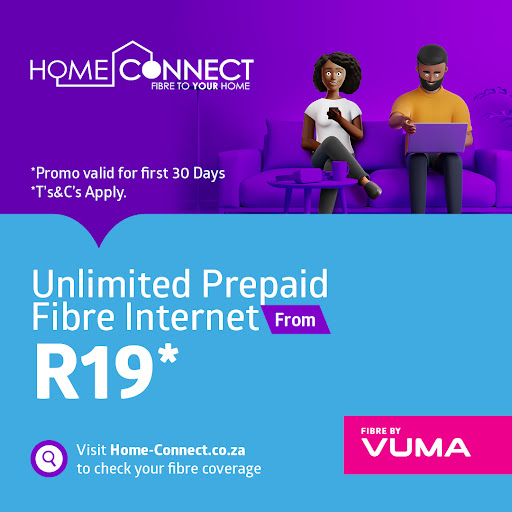 HOME CONNECT
FIBRE TO YOUR HOME
*Promo valid for first 30 Days
*T's&C's Apply.
Unlimited Prepaid
Fibre Internet From
R19*
Visit Home-Connect.co.za
to check your fibre coverage
FIBRE BY
VUMA